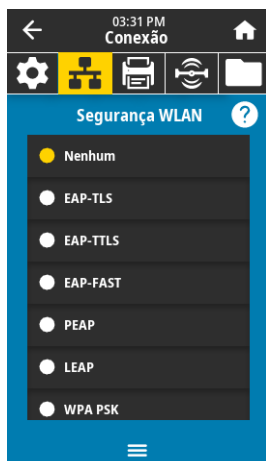 03:31 PM
Conexão
Segurança WLAN
?
Nenhum
EAP-TLS
EAP-TTLS
EAP-FAST
PEAP
LEAP
WPA PSK